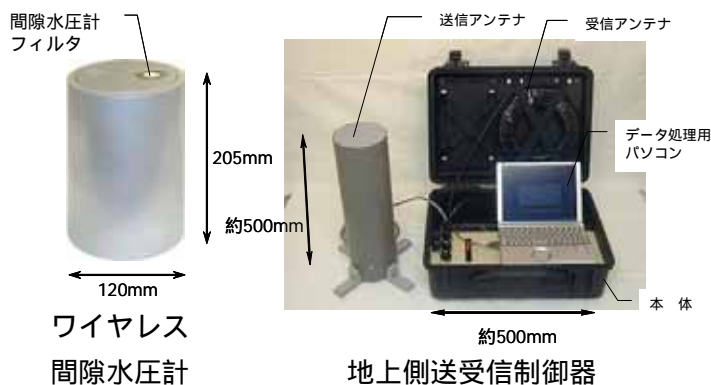 間隙水圧計
フィルタ
送信アンテナ
受信アンテナ
データ処理用
パソコン
205mm
約500mm
120mm
本 体
約500mm
ワイヤレス
間隙水圧計
地上側送受信制御器